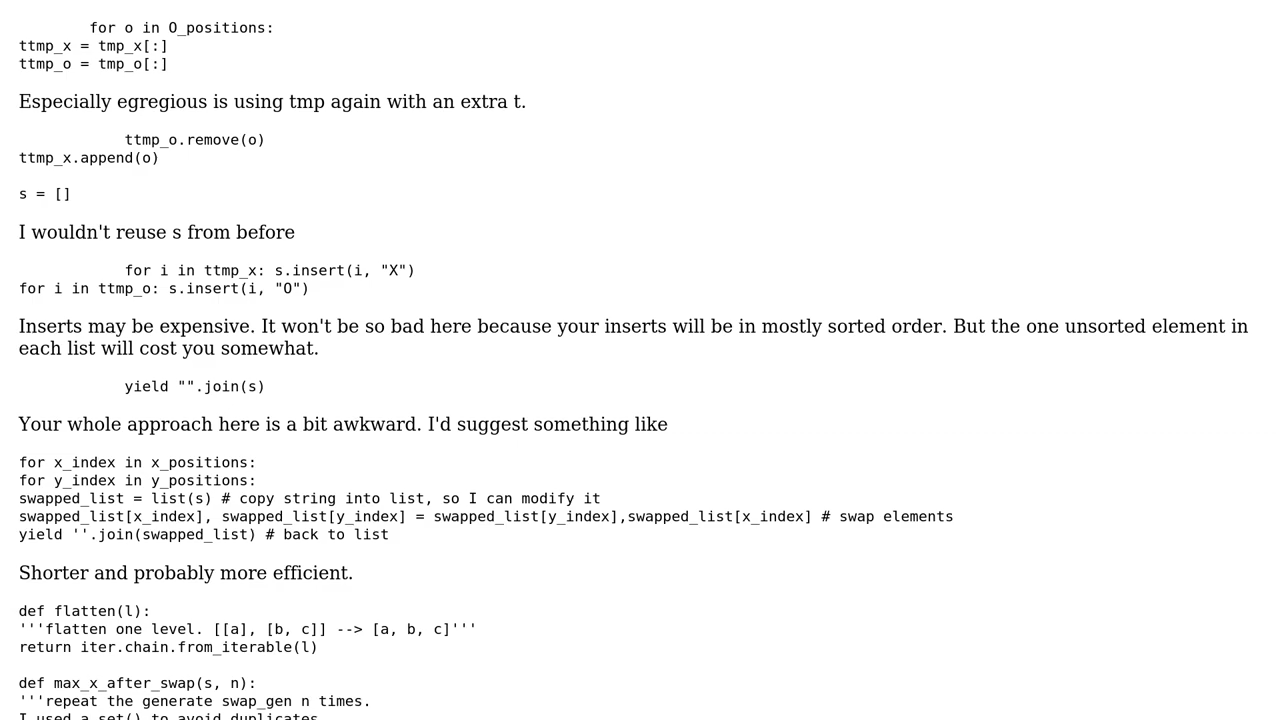 for o in O_positions:
ttmp_x = tmp_x[:]
ttmp_o = tmp_o[:]
Especially egregious is using tmp again with an extra t.
ttmp_o.remove(o)
ttmp_x.append(o)
s = []
I wouldn't reuse s from before
for i in ttmp_x: s.insert(i, "X")
for i in ttmp_o: s.insert(i, "O")
Inserts may be expensive. It won't be so bad here because your inserts will be in mostly sorted order. But the one unsorted element in
each list will cost you somewhat.
yield "".join(s)
Your whole approach here is a bit awkward. I'd suggest something like
for x_index in x_positions:
for y_index in y_positions:
swapped_list = list(s) # copy string into list, so I can modify it
swapped_list[x_index], swapped_list[y_index] = swapped_list[y_index],swapped_list[x_index] # swap elements
yield ''.join(swapped_list) # back to list
Shorter and probably more efficient.
def flatten(l):
'''flatten one level. [[a], [b, c]] --> [a, b, c]'''
return iter.chain.from_iterable(l)
def max_x_after_swap(s, n):
'''repeat the generate swap_gen n times.
I used a set() to avoid duplicates